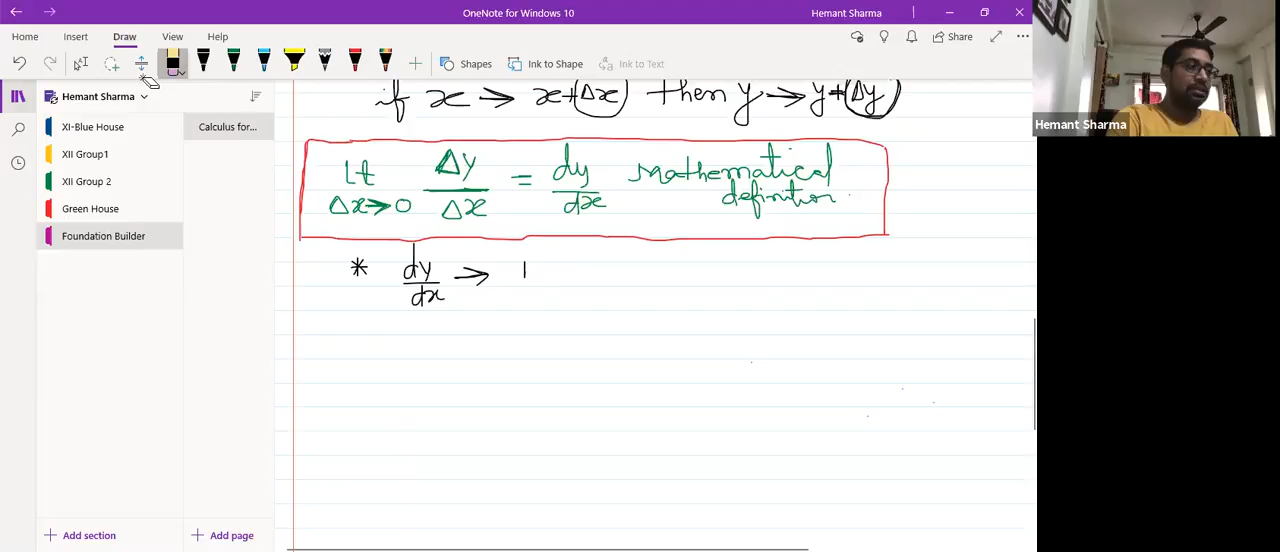 OneNote for Windows 10
Hemant Sharma
Home Insert Draw View Help
Share
Shapes Ink to Shape Ink to Text
Hemant Sharma
XI-Blue House
XII Group1
XII Group 2
Green House
Foundation Builder
Calculus for...
Add section
Add page
if x → x+Δx then y → y+Δy
Lt Δy/Δx = dy/dx Mathematical
Δx→0 definition
* dy/dx →
Hemant Sharma